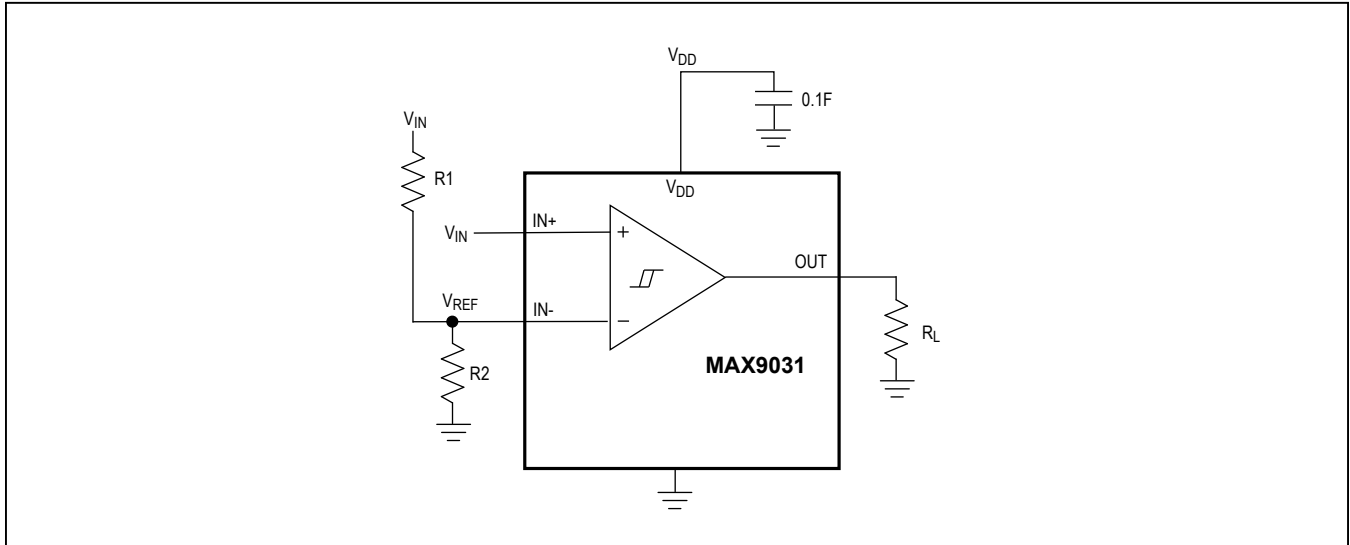 VDD
0.1F
VIN
R1
VDD
VIN
IN+
+
OUT
VREF
IN-
−
RL
R2
MAX9031